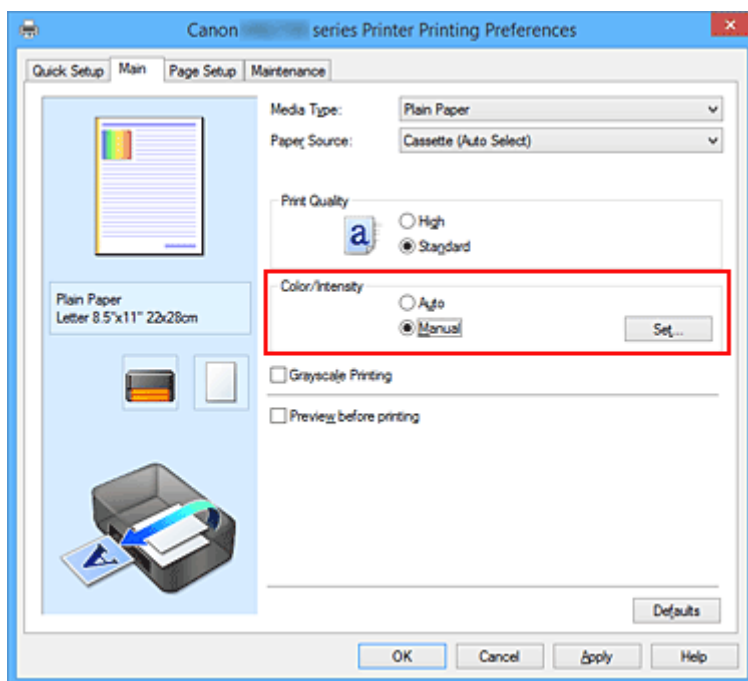 Canon series Printer Printing Preferences
Quick Setup Main Page Setup Maintenance
Media Type: Plain Paper
Paper Source: Cassette (Auto Select)
Print Quality
High
Standard
a
Color/Intensity
Auto
Manual
Set...
Plain Paper
Letter 8.5"x11" 22x28cm
Grayscale Printing
Preview before printing
A
Defaults
OK Cancel Apply Help